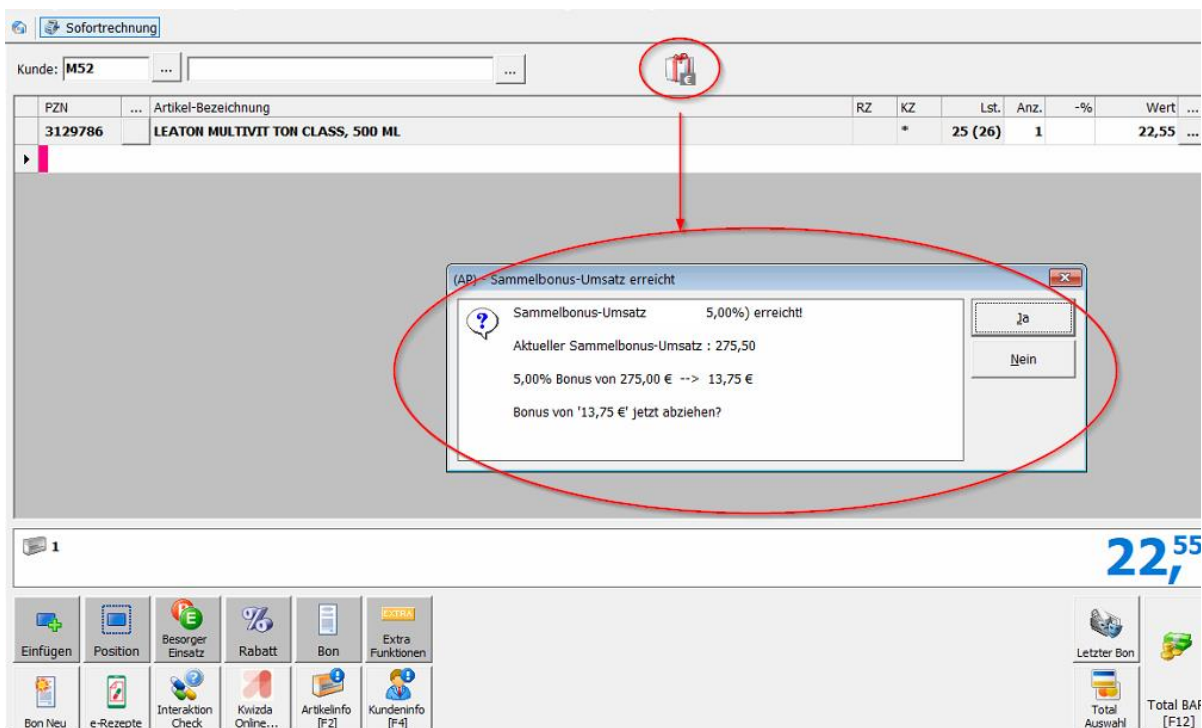 Sofortrechnung
Kunde: M52 ... ...
PZN ... Artikel-Bezeichnung RZ KZ Lst. Anz. -% Wert ...
3129786 LEATON MULTIVIT TON CLASS, 500 ML * 25 (26) 1 22,55 ...
(AP) - Sammelbonus-Umsatz erreicht
Sammelbonus-Umsatz 5,00%) erreicht!
Ja
Aktueller Sammelbonus-Umsatz : 275,50
Nein
5,00% Bonus von 275,00 € --> 13,75 €
Bonus von '13,75 €' jetzt abziehen?
1
22,55
Einfügen
Position
Besorger
Einsatz
Rabatt
Bon
EXTRA
Extra
Funktionen
Letzter Bon
Bon Neu
e-Rezepte
Interaktion
Check
Kwizda
Online...
Artikelinfo
[F2]
Kundeninfo
[F4]
Total
Auswahl
Total BAR
[F12]